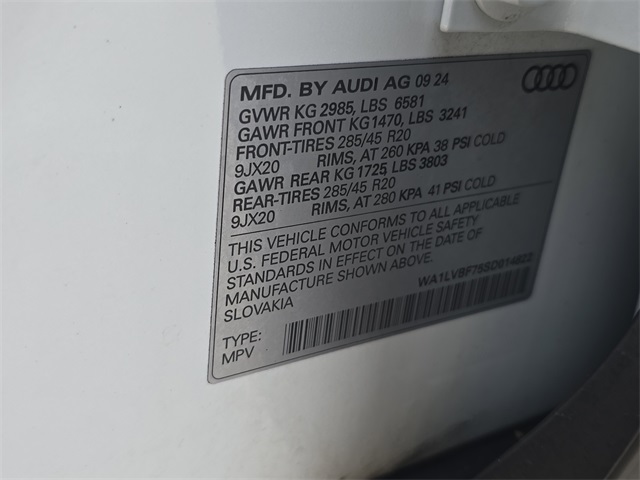 MFD. BY AUDI AG 09 24
GVWR KG 2985, LBS 6581
GAWR FRONT KG1470, LBS 3241
FRONT-TIRES 285/45 R20
9JX20 RIMS, AT 260 KPA 38 PSI COLD
GAWR REAR KG 1725, LBS 3803
REAR-TIRES 285/45 R20
9JX20 RIMS, AT 280 KPA 41 PSI COLD
THIS VEHICLE CONFORMS TO ALL APPLICABLE
U.S. FEDERAL MOTOR VEHICLE SAFETY
STANDARDS IN EFFECT ON THE DATE OF
MANUFACTURE SHOWN ABOVE.
SLOVAKIA WA1LVBF75SD014822
TYPE:
MPV